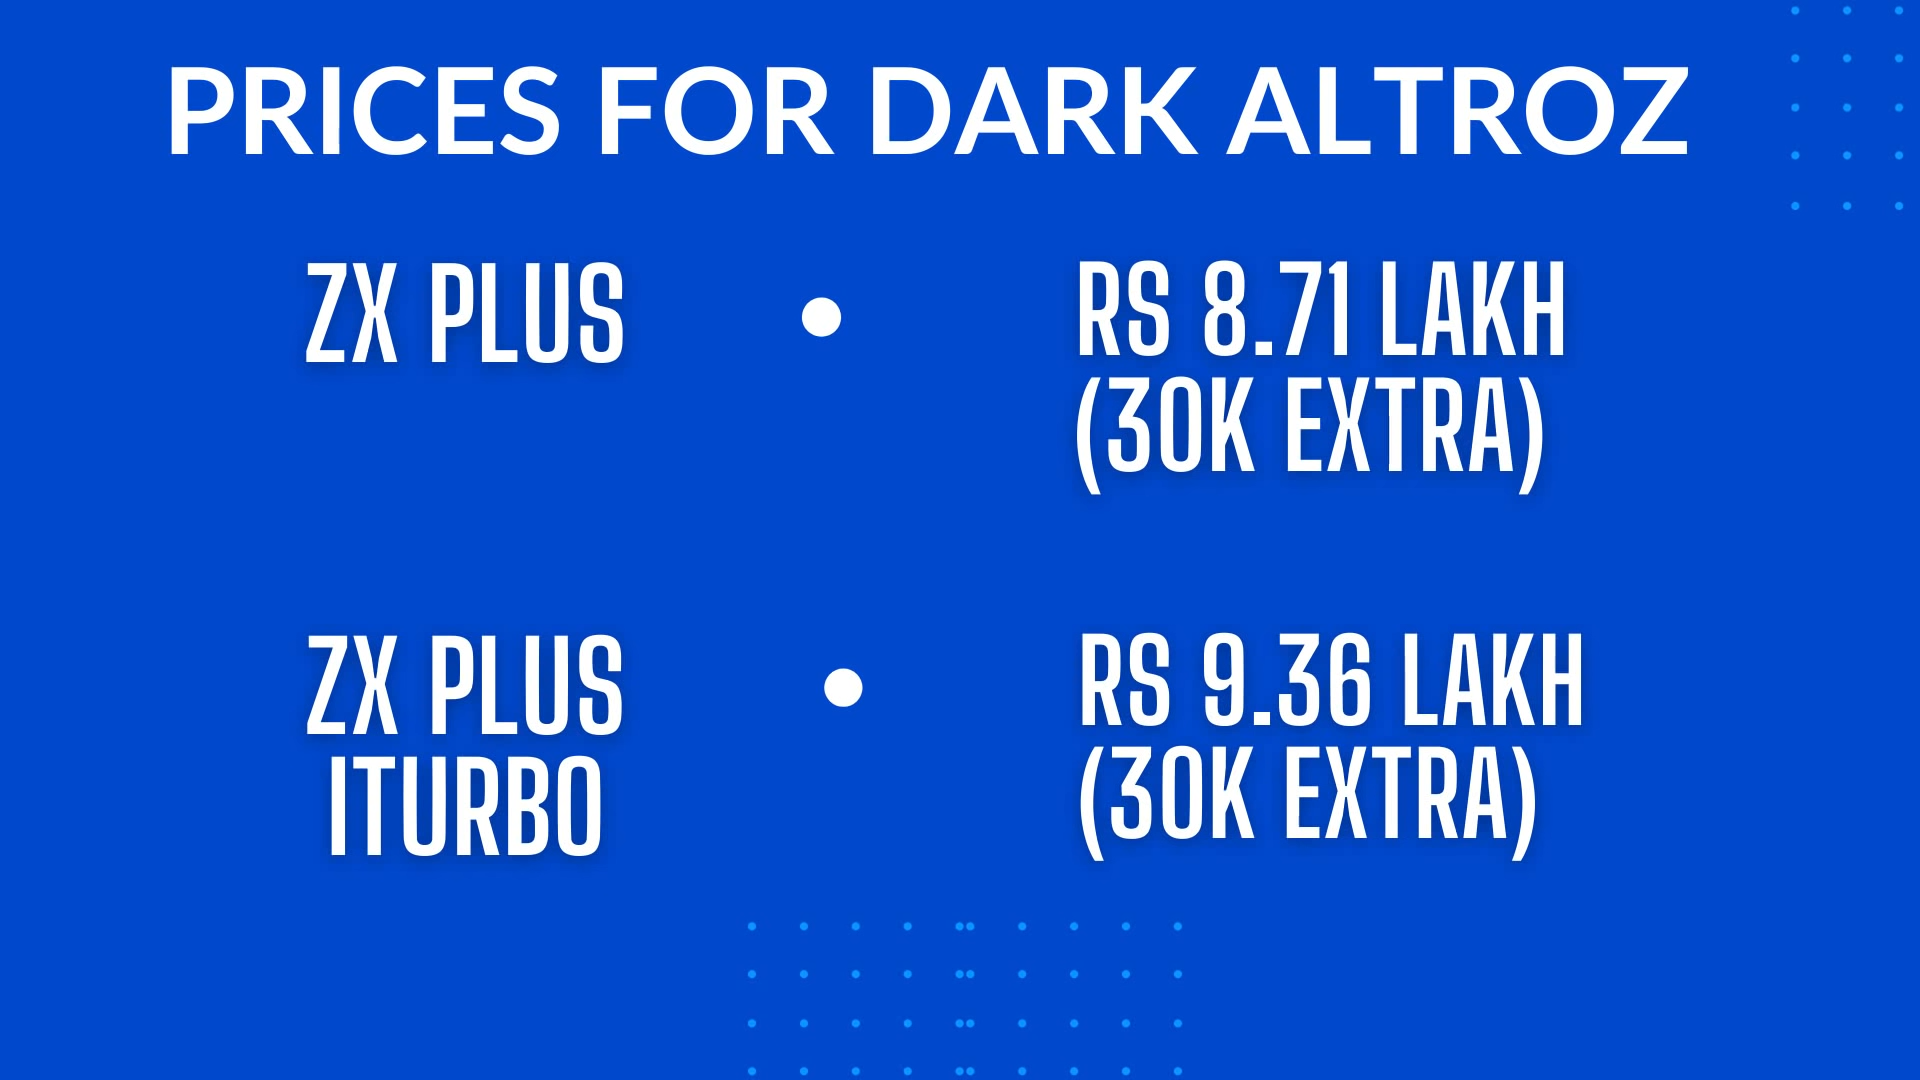 PRICES FOR DARK ALTROZ
ZX PLUS
RS 8.71 LAKH
(30K EXTRA)
ZX PLUS
ITURBO
RS 9.36 LAKH
(30K EXTRA)